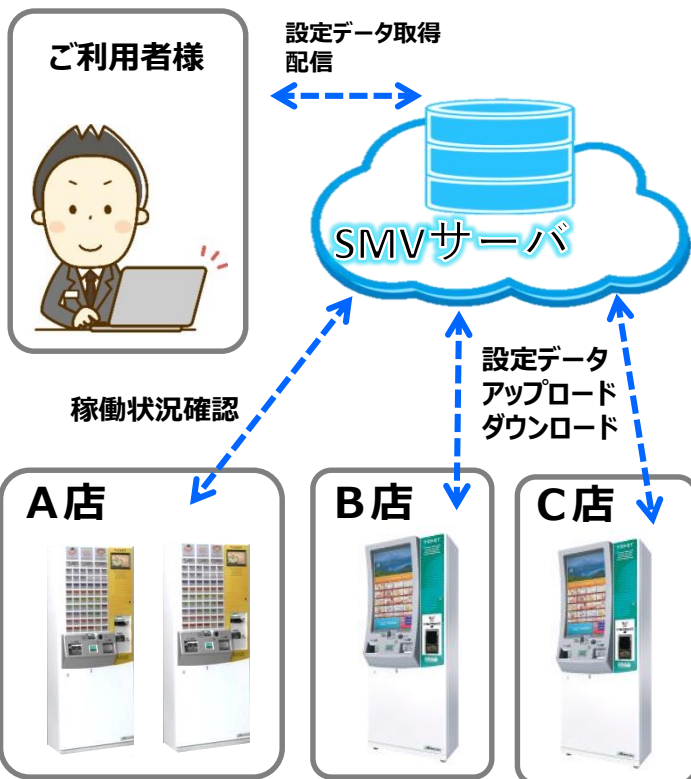 ご利用者様
設定データ取得
配信
SMVサーバ
設定データ
アップロード
ダウンロード
稼働状況確認
A店
B店
C店
TICKET
TICKET